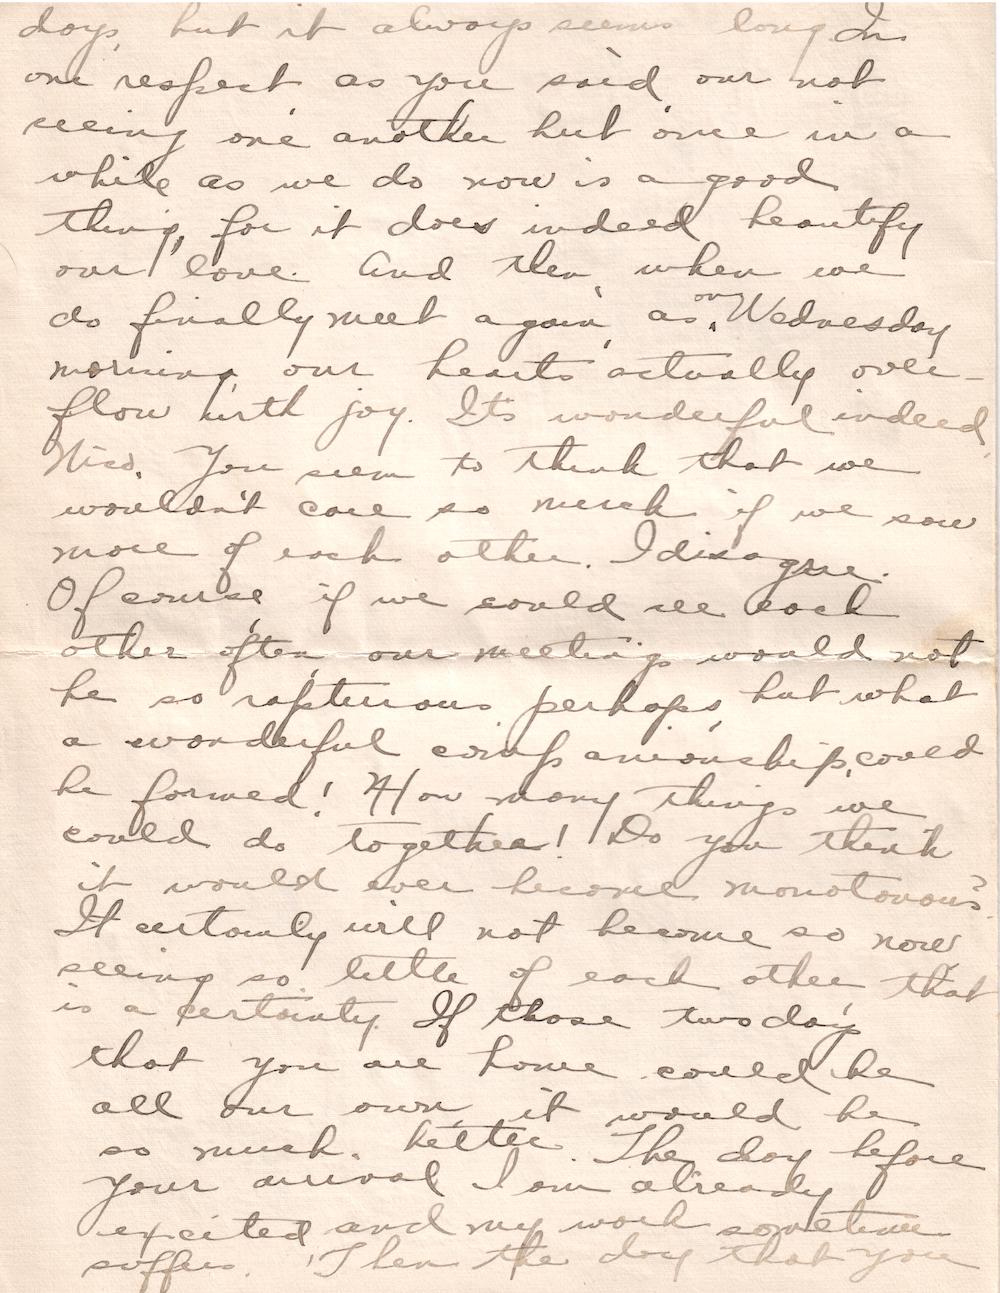 days, but it always seems long. In
one respect, as you said, our not
seeing one another but once in a
while as we do now is a good
thing, for it does indeed beautify
our love. And then, when we
do finally meet again, as on Wednesday
morning, our hearts actually over-
flow with joy. It's wonderful indeed,
Nico. You seem to think that we
wouldn't care so much if we saw
more of each other. I disagree.
Of course, if we could see each
other often, our meetings would not
be so rapturous perhaps, but what
a wonderful companionship could
be formed! How many things we
could do together! Do you think
it would ever become monotonous?
It certainly will not become so now
seeing so little of each other, that
is a certainty. If those two day
that you are home could be
all our own, it would be
so much better. The day before
your arrival I am already
excited and my work sometime
suffers. Then the day that you